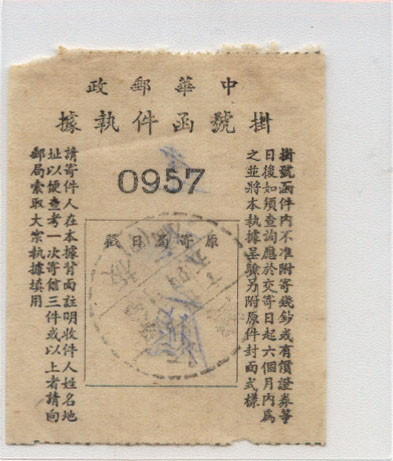 中華郵政
掛號函件執據
掛號函件內不准附寄錢鈔或有價證券等
日後如須查詢應於交寄日起六個月內為
之並將本執據呈驗另附原件封面式樣
0957
原寄局日戳
請寄件人在本據背面註明收件人姓名地
址以便查考一次寄信三件或以上者請向
郵局索取大宗執據填用